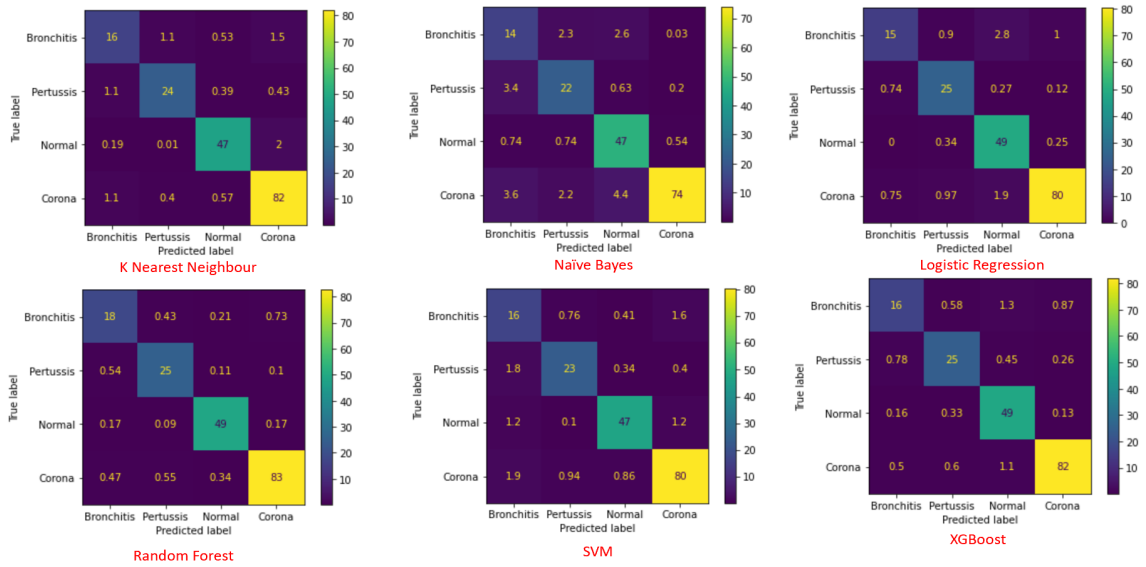 Bronchitis 16 1.1 0.53 1.5
Pertussis 1.1 24 0.39 0.43
Normal 0.19 0.01 47 2
Corona 1.1 0.4 0.57 82
Bronchitis Pertussis Normal Corona
Predicted label
True label
80
70
60
50
40
30
20
10
K Nearest Neighbour
Bronchitis 14 2.3 2.6 0.03
Pertussis 3.4 22 0.63 0.2
Normal 0.74 0.74 47 0.54
Corona 3.6 2.2 4.4 74
Bronchitis Pertussis Normal Corona
Predicted label
True label
70
60
50
40
30
20
10
Naïve Bayes
Bronchitis 15 0.9 2.8 1
Pertussis 0.74 25 0.27 0.12
Normal 0 0.34 49 0.25
Corona 0.75 0.97 1.9 80
Bronchitis Pertussis Normal Corona
Predicted label
True label
80
70
60
50
40
30
20
10
0
Logistic Regression
Bronchitis 18 0.43 0.21 0.73
Pertussis 0.54 25 0.11 0.1
Normal 0.17 0.09 49 0.17
Corona 0.47 0.55 0.34 83
Bronchitis Pertussis Normal Corona
Predicted label
True label
80
70
60
50
40
30
20
10
Random Forest
Bronchitis 16 0.76 0.41 1.6
Pertussis 1.8 23 0.34 0.4
Normal 1.2 0.1 47 1.2
Corona 1.9 0.94 0.86 80
Bronchitis Pertussis Normal Corona
Predicted label
True label
80
70
60
50
40
30
20
10
SVM
Bronchitis 16 0.58 1.3 0.87
Pertussis 0.78 25 0.45 0.26
Normal 0.16 0.33 49 0.13
Corona 0.5 0.6 1.1 82
Bronchitis Pertussis Normal Corona
Predicted label
True label
80
70
60
50
40
30
20
10
XGBoost